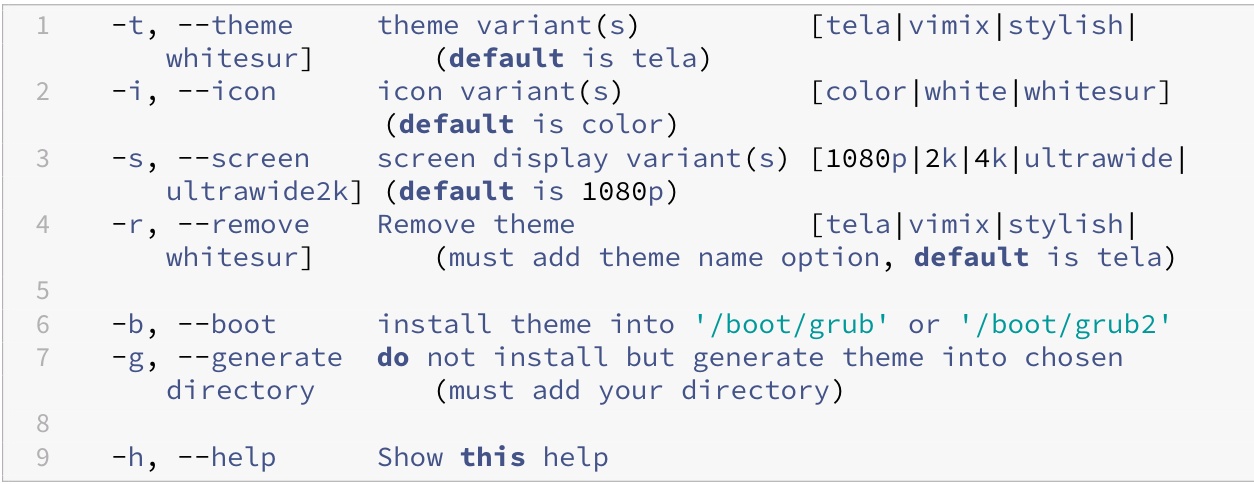 1 -t, --theme theme variant(s) [tela|vimix|stylish|
whitesur] (default is tela)
2 -i, --icon icon variant(s) [color|white|whitesur]
(default is color)
3 -s, --screen screen display variant(s) [1080p|2k|4k|ultrawide|
ultrawide2k] (default is 1080p)
4 -r, --remove Remove theme [tela|vimix|stylish|
whitesur] (must add theme name option, default is tela)
5
6 -b, --boot install theme into '/boot/grub' or '/boot/grub2'
7 -g, --generate do not install but generate theme into chosen
directory (must add your directory)
8
9 -h, --help Show this help